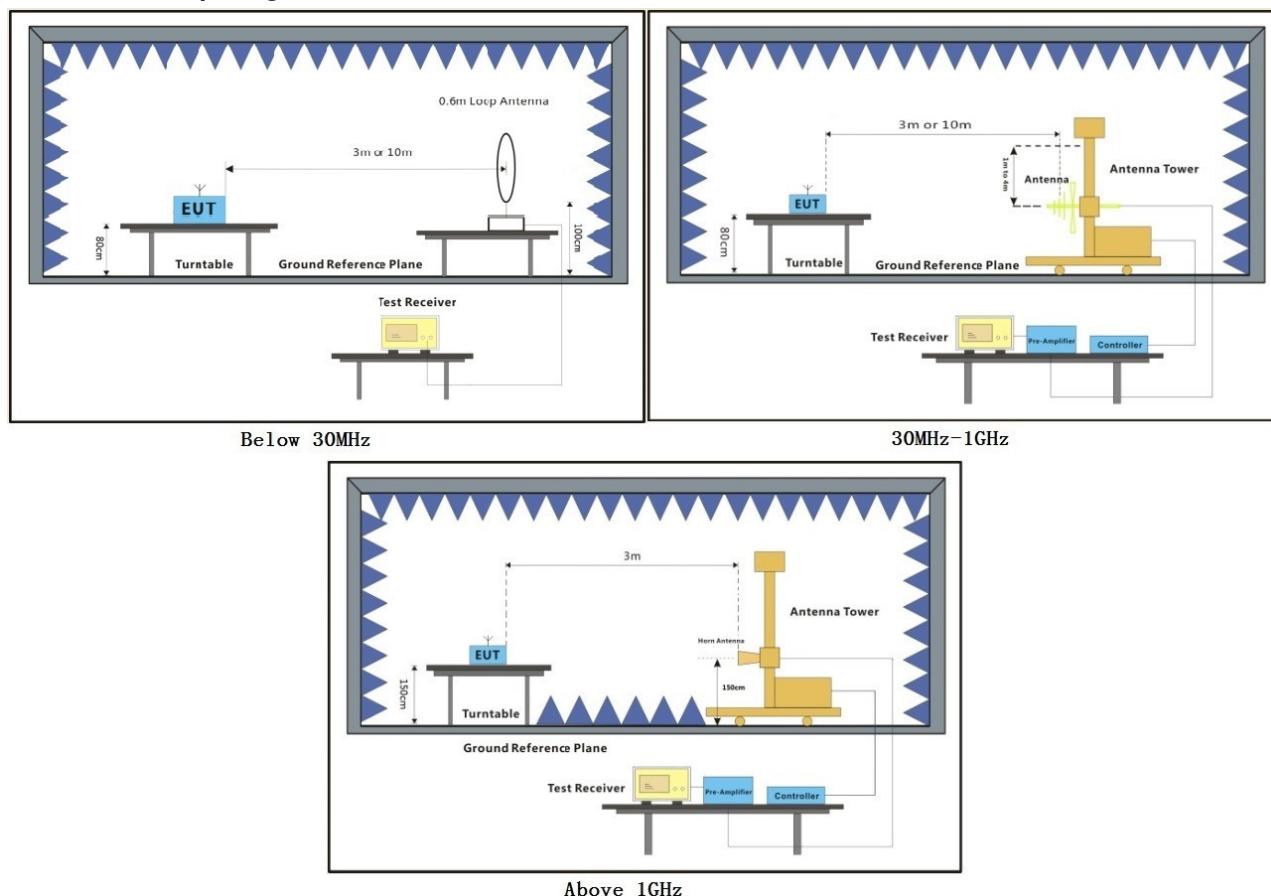 0.6m Loop Antenna
3m or 10m
EUT
80cm
100cm
Turntable
Ground Reference Plane
Test Receiver
Below 30MHz
3m or 10m
1m to 4m
Antenna
Antenna Tower
EUT
80cm
Turntable
Ground Reference Plane
Test Receiver
Pre-Amplifier
Controller
30MHz-1GHz
3m
Antenna Tower
Horn Antenna
EUT
150cm
150cm
Turntable
Ground Reference Plane
Test Receiver
Pre-Amplifier
Controller
Above 1GHz